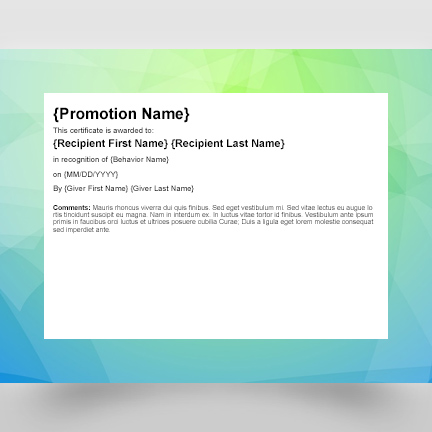 {Promotion Name}
This certificate is awarded to:
{Recipient First Name} {Recipient Last Name}
in recognition of {Behavior Name}
on {MM/DD/YYYY}
By {Giver First Name} {Giver Last Name}
Comments: Mauris rhoncus viverra dui quis finibus. Sed eget vestibulum mi. Sed vitae lectus eu augue lo
rtis tincidunt suscipit eu magna. Nam in interdum ex. In luctus vitae tortor id finibus. Vestibulum ante ipsum
primis in faucibus orci luctus et ultrices posuere cubilia Curae; Duis a ligula eget lorem molestie consequat
sed imperdiet ante.